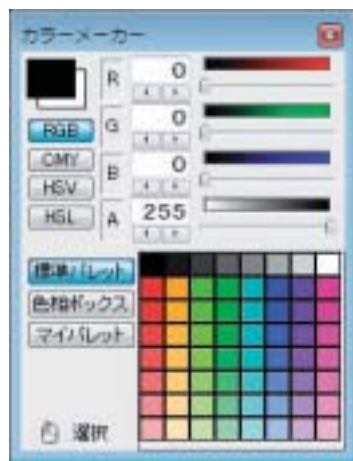 カラーメーカー
R 0
G 0
B 0
A 255
RGB
CMY
HSV
HSL
標準パレット
色相ボックス
マイパレット
選択